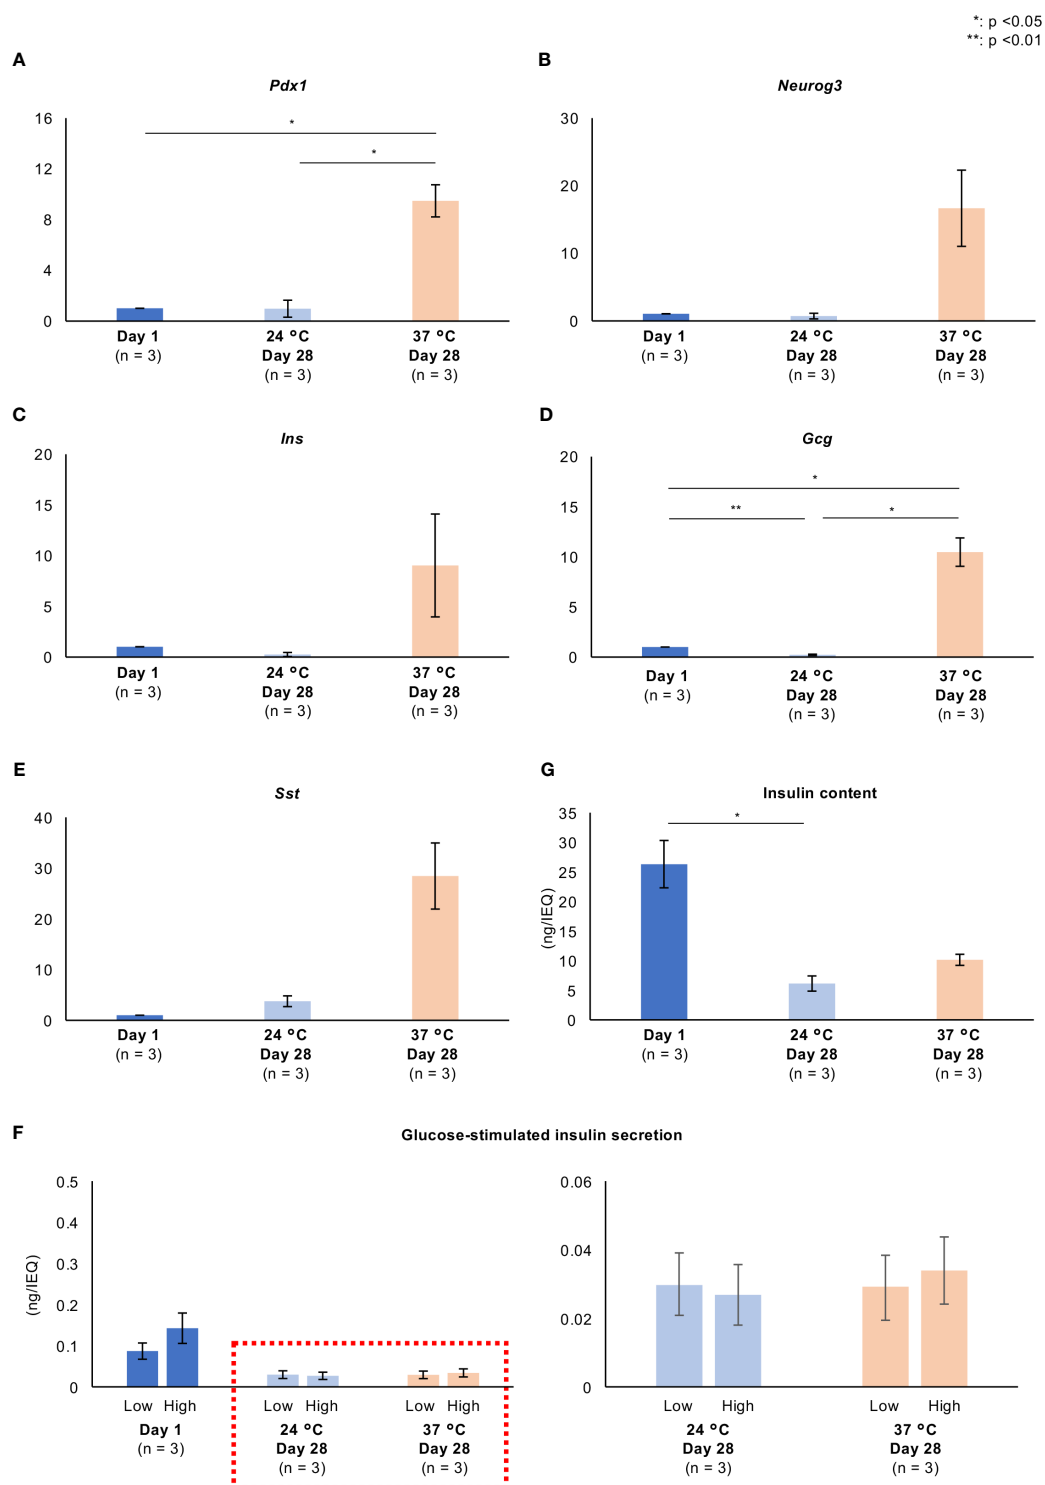 *: p <0.05
**: p <0.01
A
Pdx1
16
12
8
4
0
*
*
Day 1
(n = 3)
24 °C
Day 28
(n = 3)
37 °C
Day 28
(n = 3)
B
Neurog3
30
20
10
0
Day 1
(n = 3)
24 °C
Day 28
(n = 3)
37 °C
Day 28
(n = 3)
C
Ins
20
15
10
5
0
Day 1
(n = 3)
24 °C
Day 28
(n = 3)
37 °C
Day 28
(n = 3)
D
Gcg
20
15
10
5
0
*
**
*
Day 1
(n = 3)
24 °C
Day 28
(n = 3)
37 °C
Day 28
(n = 3)
E
Sst
40
30
20
10
0
Day 1
(n = 3)
24 °C
Day 28
(n = 3)
37 °C
Day 28
(n = 3)
G
Insulin content
(ng/IEQ)
35
30
25
20
15
10
5
0
*
Day 1
(n = 3)
24 °C
Day 28
(n = 3)
37 °C
Day 28
(n = 3)
F
Glucose-stimulated insulin secretion
(ng/IEQ)
0.5
0.4
0.3
0.2
0.1
0
Low High
Day 1
(n = 3)
Low High
24 °C
Day 28
(n = 3)
Low High
37 °C
Day 28
(n = 3)
0.06
0.04
0.02
0
Low High
24 °C
Day 28
(n = 3)
Low High
37 °C
Day 28
(n = 3)